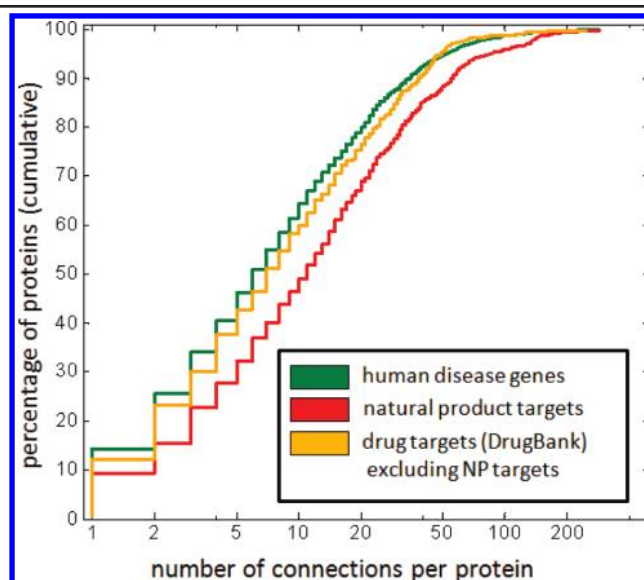 100
90
80
70
60
50
40
30
20
10
0
percentage of proteins (cumulative)
human disease genes
natural product targets
drug targets (DrugBank)
excluding NP targets
1 2 5 10 20 50 100 200
number of connections per protein